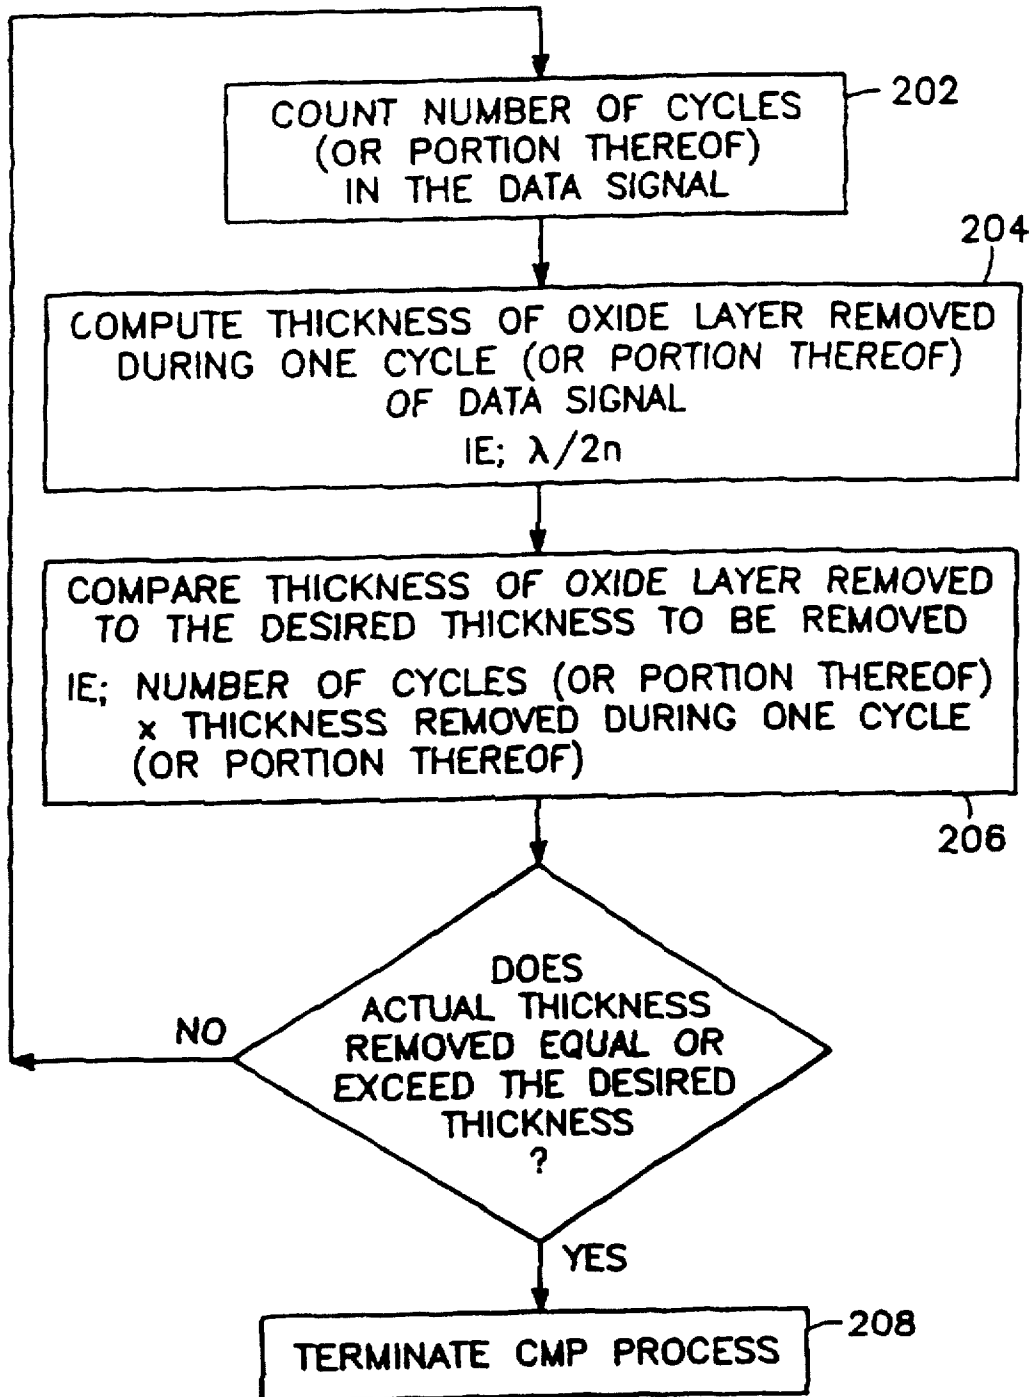 COUNT NUMBER OF CYCLES
(OR PORTION THEREOF)
IN THE DATA SIGNAL
202
204
COMPUTE THICKNESS OF OXIDE LAYER REMOVED
DURING ONE CYCLE (OR PORTION THEREOF)
OF DATA SIGNAL
IE; λ/2n
COMPARE THICKNESS OF OXIDE LAYER REMOVED
TO THE DESIRED THICKNESS TO BE REMOVED
IE; NUMBER OF CYCLES (OR PORTION THEREOF)
x THICKNESS REMOVED DURING ONE CYCLE
(OR PORTION THEREOF)
206
DOES
ACTUAL THICKNESS
REMOVED EQUAL OR
EXCEED THE DESIRED
THICKNESS
?
NO
YES
TERMINATE CMP PROCESS
208